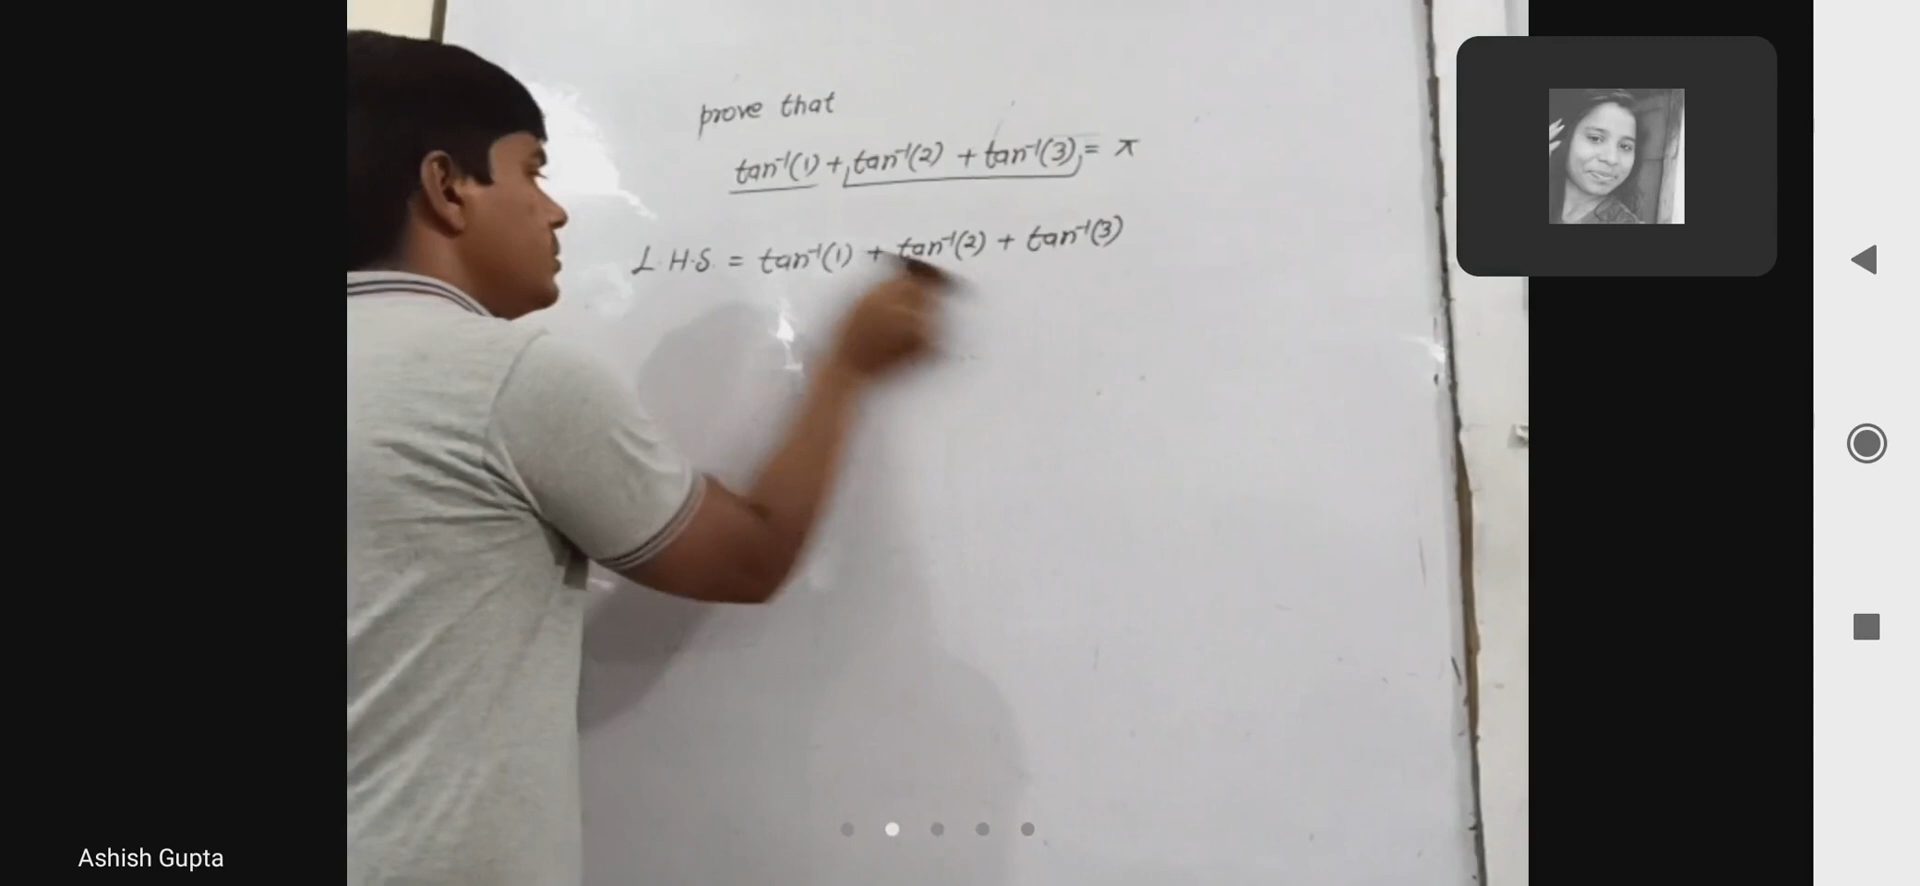 prove that
tan⁻¹(1) + tan⁻¹(2) + tan⁻¹(3) = π
L.H.S. = tan⁻¹(1) + tan⁻¹(2) + tan⁻¹(3)
Ashish Gupta